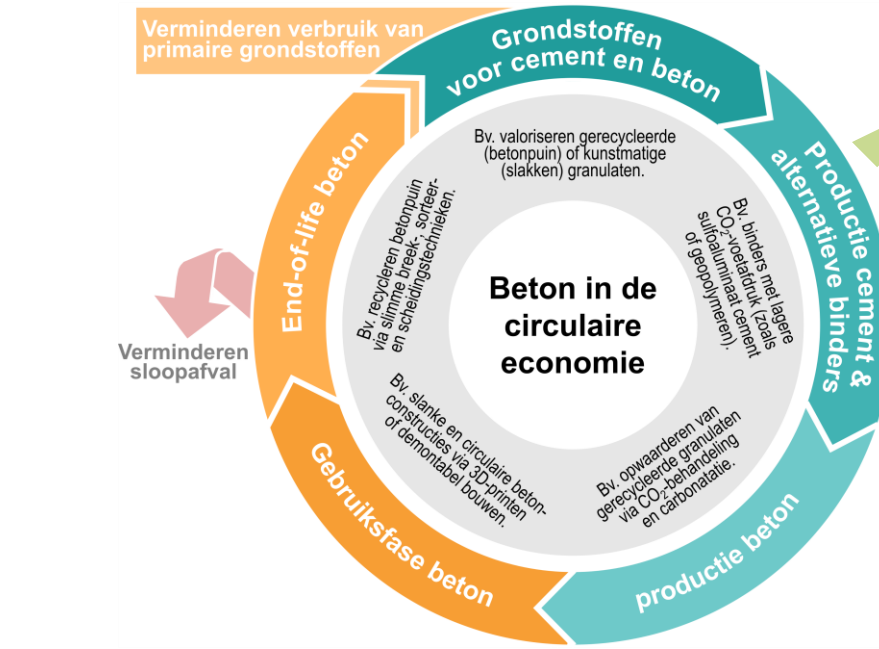 Verminderen verbruik van
primaire grondstoffen
Grondstoffen
voor cement en beton
Productie cement &
alternatieve binders
productie beton
Gebruiksfase beton
End-of-life beton
Verminderen
sloopafval
Bv. valoriseren gerecycleerde
(betonpuin) of kunstmatige
(slakken) granulaten.
Bv. binders met lagere
CO₂-voetafdruk (zoals
sulfoaluminaat cement
of geopolymeren).
Bv. opwaarderen van
gerecycleerde granulaten
via CO₂-behandeling
en carbonatatie.
Bv. slanke en circulaire beton-
constructies via 3D-printen
of demontabel bouwen.
Bv. recycleren betonpuin
via slimme breek-, sorteer-
en scheidingstechnieken.
Beton in de
circulaire
economie